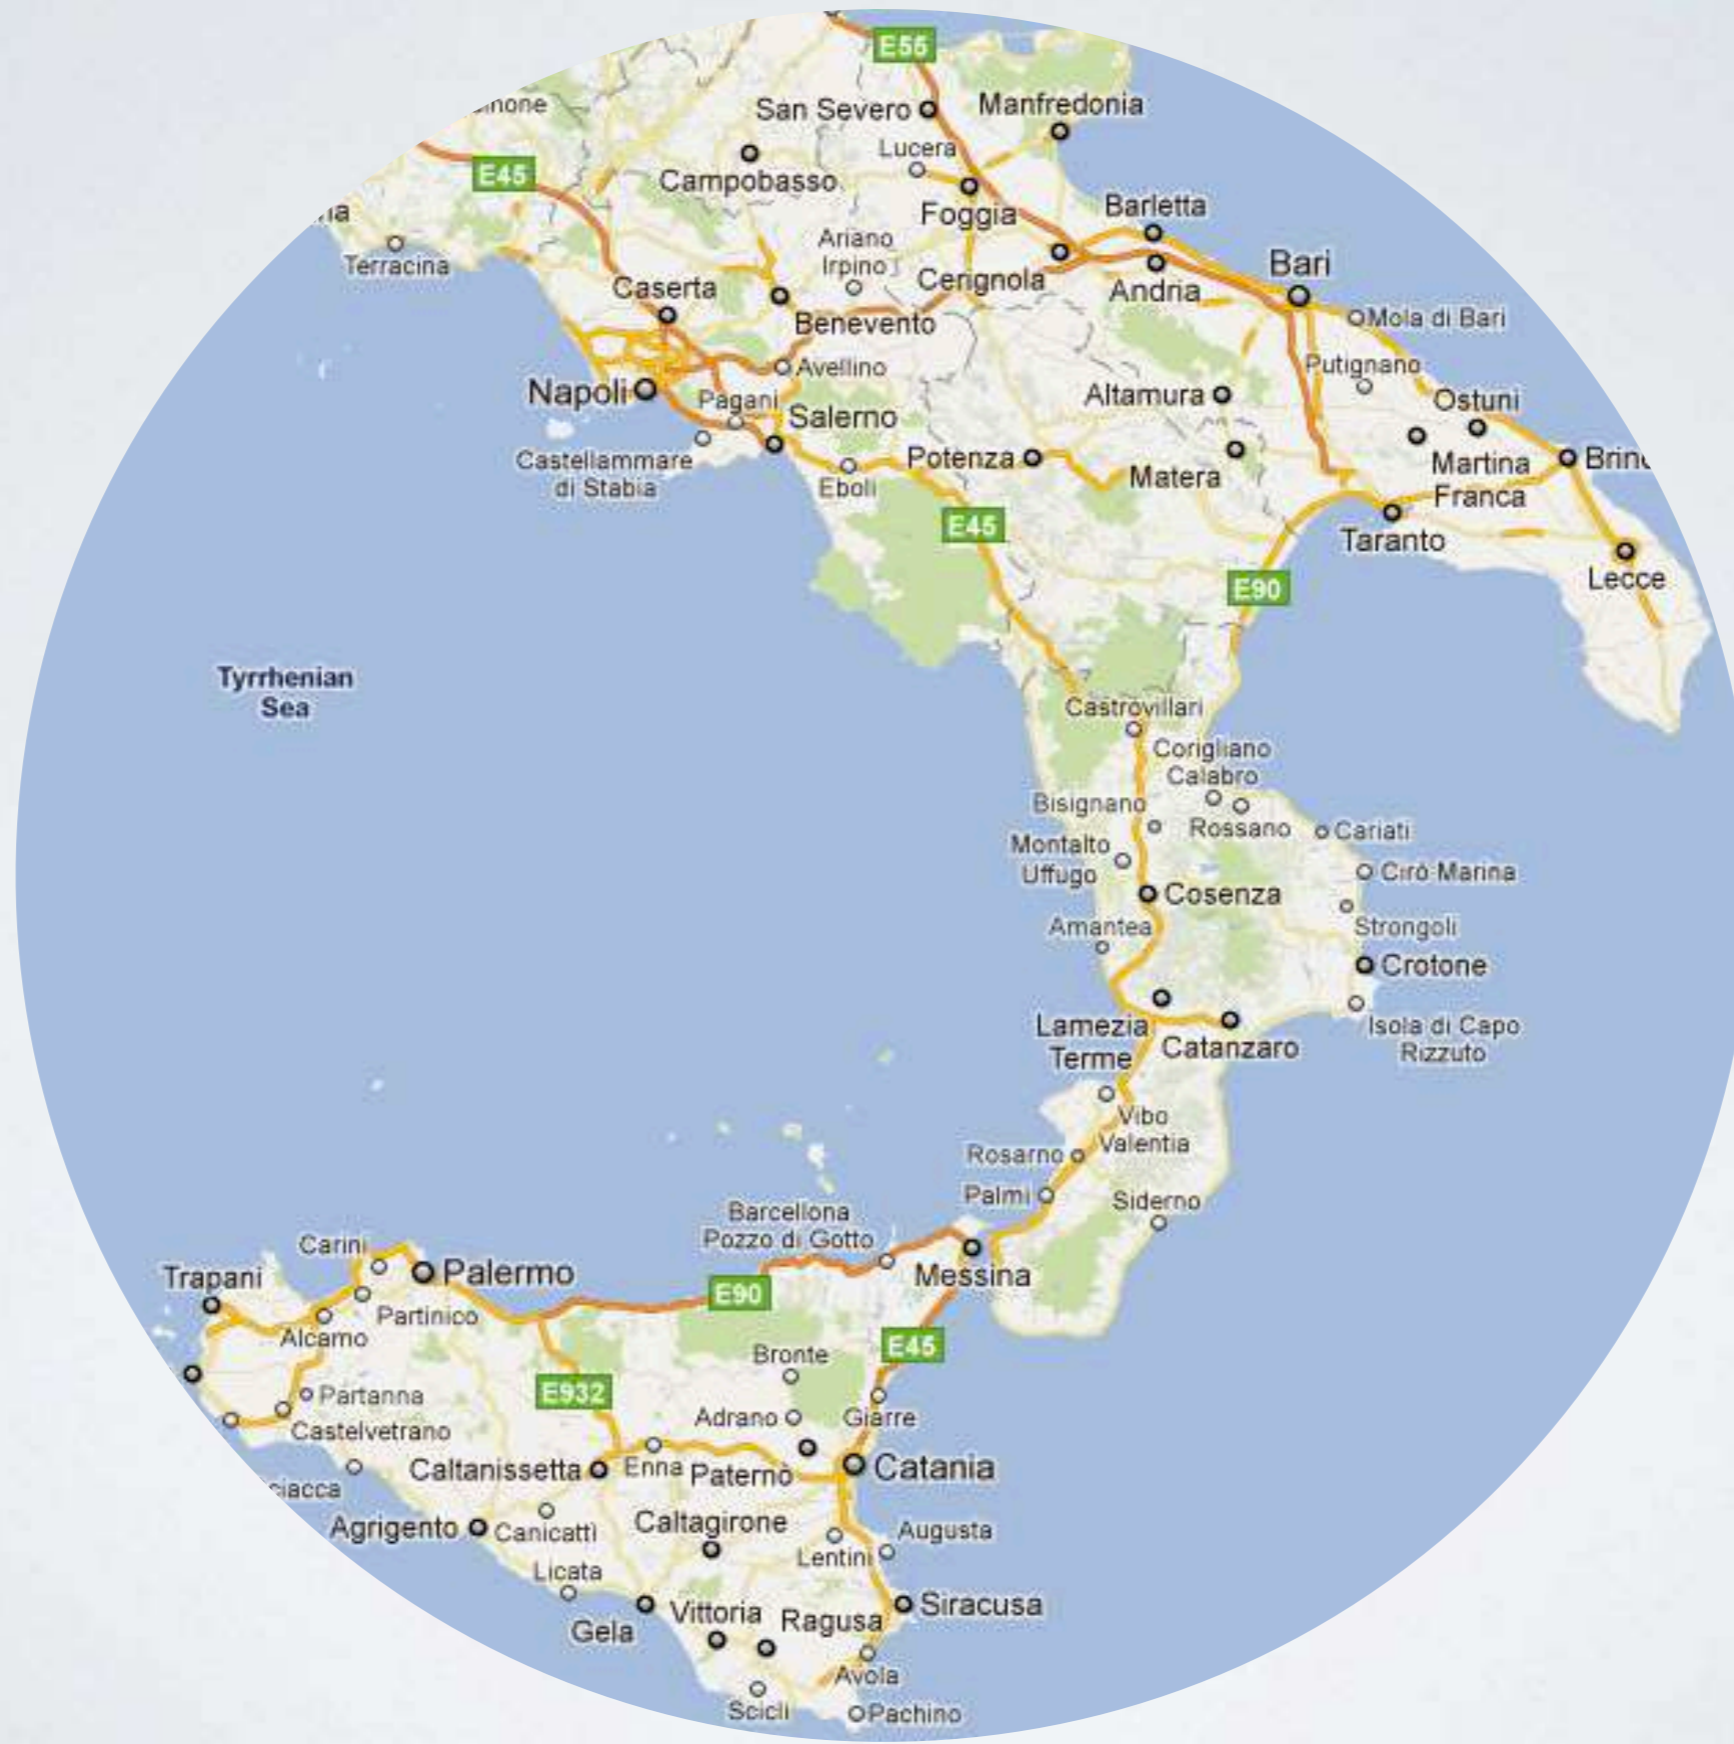 E55
San Severo
Manfredonia
Lucera
E45
Campobasso
Foggia
Barletta
Ariano
Irpino
Terracina
Cerignola
Bari
Caserta
Andria
Benevento
Mola di Bari
Avellino
Putignano
Napoli
Pagani
Altamura
Ostuni
Salerno
Castellammare
di Stabia
Eboli
Potenza
Matera
Martina
Franca
E45
Taranto
Lecce
E90
Tyrrhenian
Sea
Castrovillari
Corigliano
Calabro
Bisignano
Rossano
Cariati
Montalto
Uffugo
Cirò Marina
Cosenza
Amantea
Strongoli
Crotone
Lamezia
Terme
Catanzaro
Isola di Capo
Rizzuto
Vibo
Valentia
Rosarno
Palmi
Siderno
Barcellona
Pozzo di Gotto
Carini
Trapani
Palermo
Messina
E90
Partinico
Alcamo
E45
Bronte
E932
Partanna
Castelvetrano
Adrano
Giarre
Caltanissetta
Enna
Paternò
Catania
Agrigento
Canicattì
Caltagirone
Augusta
Lentini
Licata
Gela
Vittoria
Ragusa
Siracusa
Avola
Scicli
Pachino